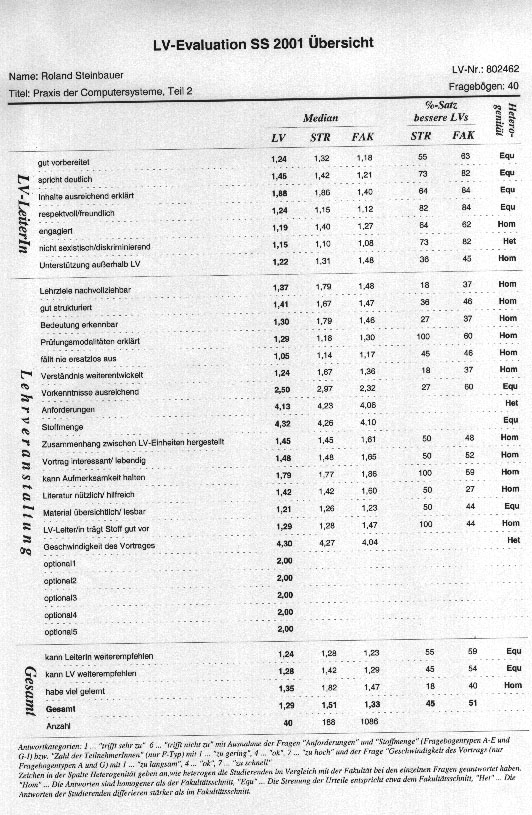 LV-Evaluation SS 2001 Übersicht
Name: Roland Steinbauer LV-Nr.: 802462
Titel: Praxis der Computersysteme, Teil 2 Fragebögen: 40
Median %-Satz bessere LVs Hetero-genität
LV STR FAK STR FAK
LV-LeiterIn
gut vorbereitet 1,24 1,32 1,18 55 63 Equ
spricht deutlich 1,45 1,42 1,21 73 82 Equ
Inhalte ausreichend erklärt 1,88 1,86 1,40 64 84 Equ
respektvoll/freundlich 1,24 1,15 1,12 82 84 Equ
engagiert 1,19 1,40 1,27 64 62 Hom
nicht sexistisch/diskriminierend 1,15 1,10 1,08 73 82 Het
Unterstützung außerhalb LV 1,22 1,31 1,48 36 45 Hom
Lehrveranstaltung
Lehrziele nachvollziehbar 1,37 1,79 1,48 18 37 Hom
gut strukturiert 1,41 1,67 1,47 36 46 Hom
Bedeutung erkennbar 1,30 1,79 1,46 27 37 Hom
Prüfungsmodalitäten erklärt 1,29 1,18 1,30 100 60 Hom
fällt nie ersatzlos aus 1,05 1,14 1,17 45 46 Hom
Verständnis weiterentwickelt 1,24 1,67 1,36 18 37 Hom
Vorkenntnisse ausreichend 2,50 2,97 2,32 27 60 Equ
Anforderungen 4,13 4,23 4,06 Het
Stoffmenge 4,32 4,26 4,10 Equ
Zusammenhang zwischen LV-Einheiten hergestellt 1,45 1,45 1,61 50 48 Hom
Vortrag interessant/ lebendig 1,48 1,48 1,65 50 52 Hom
kann Aufmerksamkeit halten 1,79 1,77 1,86 100 59 Hom
Literatur nützlich/ hilfreich 1,42 1,42 1,60 50 27 Hom
Material übersichtlich/ lesbar 1,21 1,26 1,23 50 44 Equ
LV-Leiter/in trägt Stoff gut vor 1,29 1,28 1,47 100 44 Hom
Geschwindigkeit des Vortrages 4,30 4,27 4,04 Het
optional1 2,00
optional2 2,00
optional3 2,00
optional4 2,00
optional5 2,00
Gesamt
kann LeiterIn weiterempfehlen 1,24 1,28 1,23 55 59 Equ
kann LV weiterempfehlen 1,28 1,42 1,29 45 54 Equ
habe viel gelernt 1,35 1,82 1,47 18 40 Hom
Gesamt 1,29 1,51 1,33 45 51
Anzahl 40 168 1086
Antwortkategorien: 1 ... "trifft sehr zu" 6 ... "trifft nicht zu" mit Ausnahme der Fragen "Anforderungen" und "Stoffmenge" (Fragebogentypen A-E und
G-I) bzw. "Zahl der TeilnehmerInnen" (nur F-Typ) mit 1 ... "zu gering", 4 ... "ok", 7 ... "zu hoch" und der Frage "Geschwindigkeit des Vortrags (nur
Fragebogentypen A und G) mit 1 ... "zu langsam", 4 ... "ok", 7 ... "zu schnell"
Zeichen in der Spalte Heterogenität geben an,wie heterogen die Studierenden im Vergleich mit der Fakultät bei den einzelnen Fragen geantwortet haben.
"Hom" ... Die Antworten sind homogener als der Fakultätsschnitt, "Equ" ... Die Streuung der Urteile entspricht etwa dem Fakultätsschnitt, "Het" ... Die
Antworten der Studierenden differieren stärker als im Fakultätsschnitt.